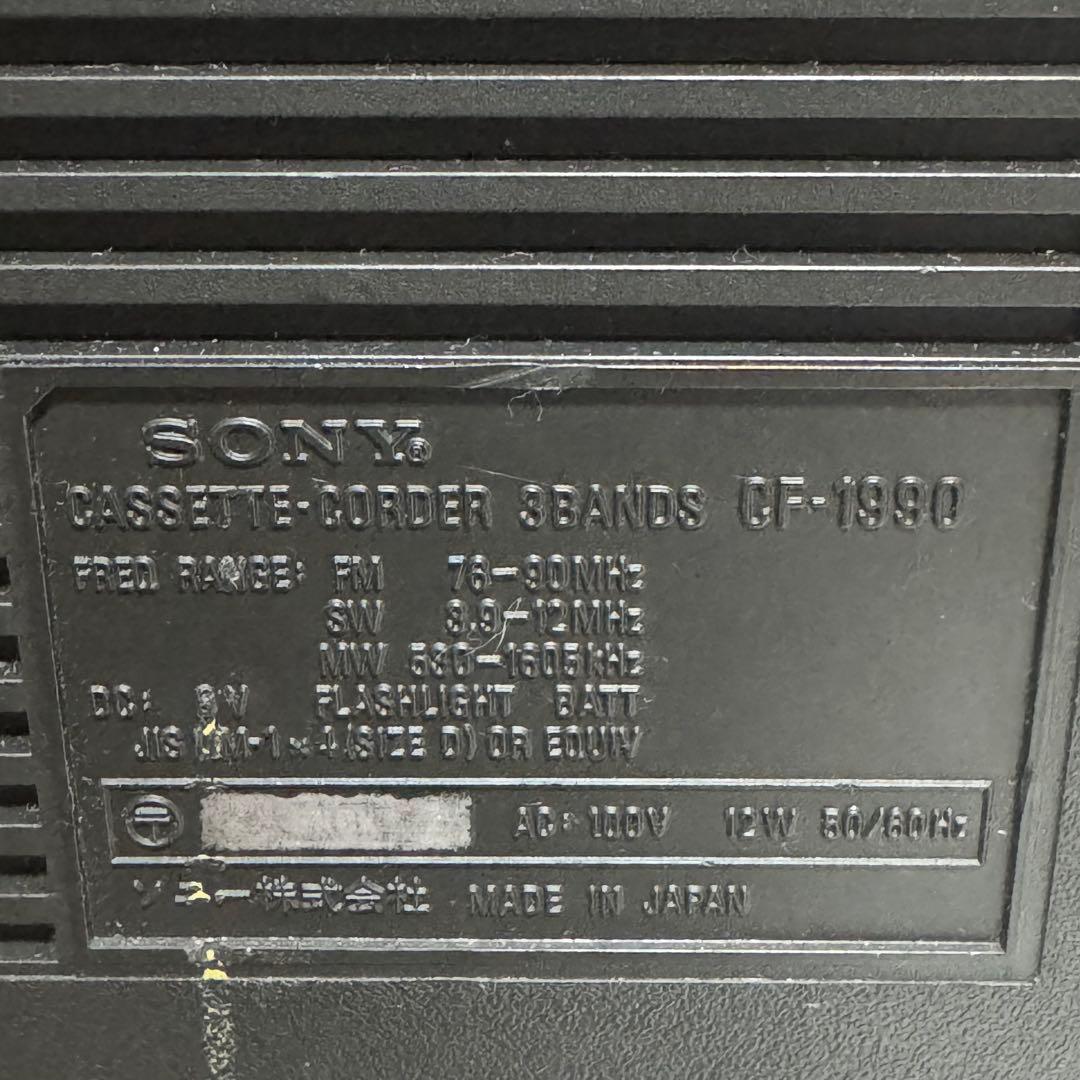 SONY®
CASSETTE-CORDER 3BANDS CF-1990
FREQ RANGE: FM 76-90MHz
SW 3.9-12MHz
MW 530-1605kHz
DC: 6V FLASHLIGHT BATT
JIS UM-1×4(SIZE D)OR EQUIV
AC: 100V 12W 50/60Hz
ソニー株式会社 MADE IN JAPAN